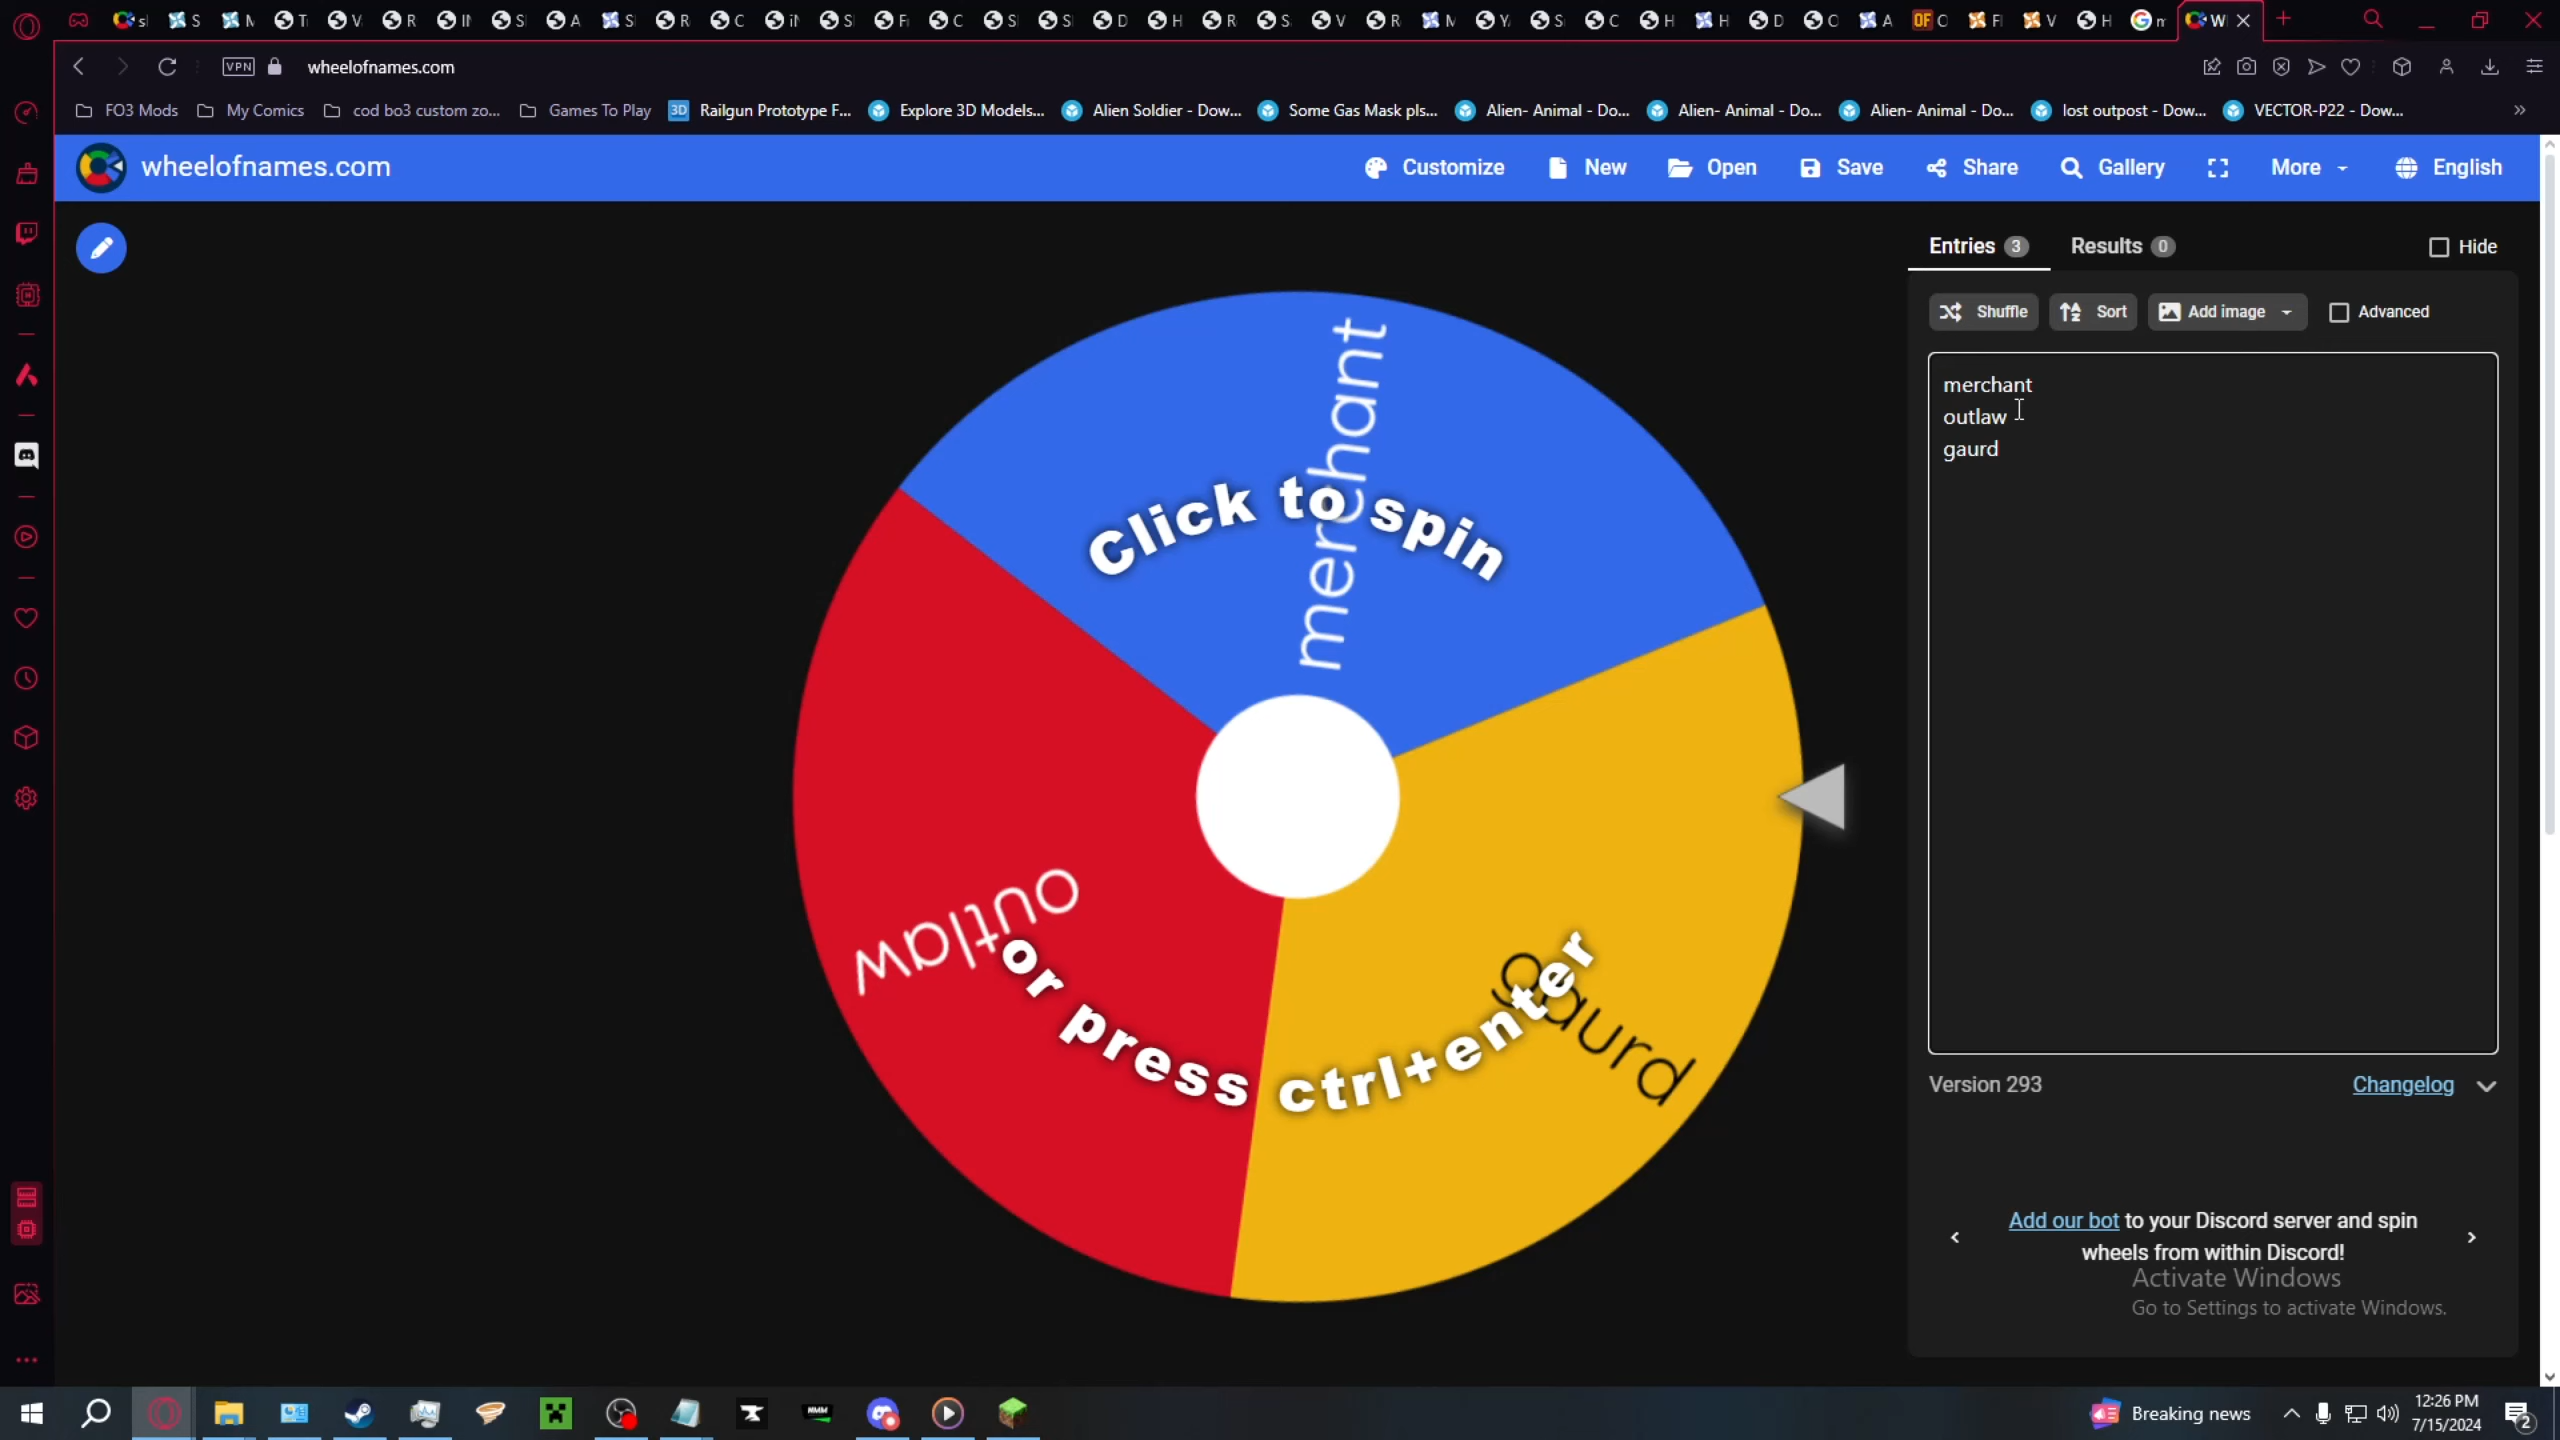 VPN wheelofnames.com
FO3 Mods My Comics cod bo3 custom zo... Games To Play Railgun Prototype F... Explore 3D Models... Alien Soldier - Dow... Some Gas Mask pls... Alien- Animal - Do... Alien- Animal - Do... Alien- Animal - Do... lost outpost - Dow... VECTOR-P22 - Dow...
wheelofnames.com Customize New Open Save Share Gallery More English
Entries 3 Results 0 Hide
Shuffle Sort Add image Advanced
merchant
outlaw
gaurd
merchant
Click to spin
outlaw
gaurd
or press ctrl+enter
Version 293 Changelog
Add our bot to your Discord server and spin
wheels from within Discord!
Activate Windows
Go to Settings to activate Windows.
Breaking news
12:26 PM
7/15/2024
2